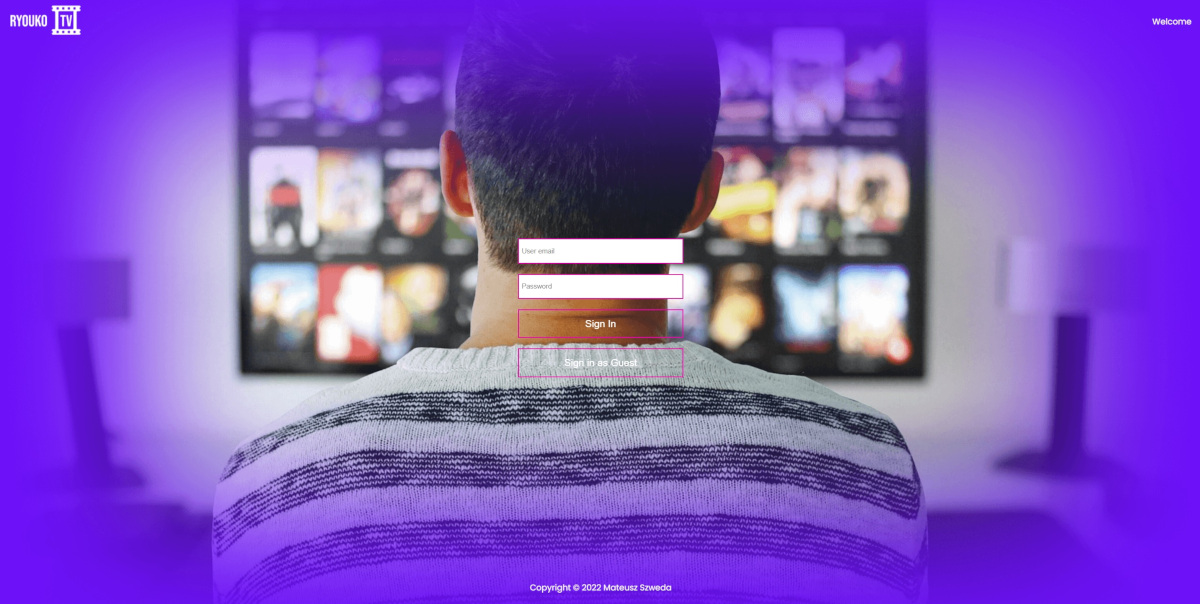 RYOUKO TV
Welcome
User email
Password
Sign In
Sign in as Guest
Copyright © 2022 Mateusz Szweda